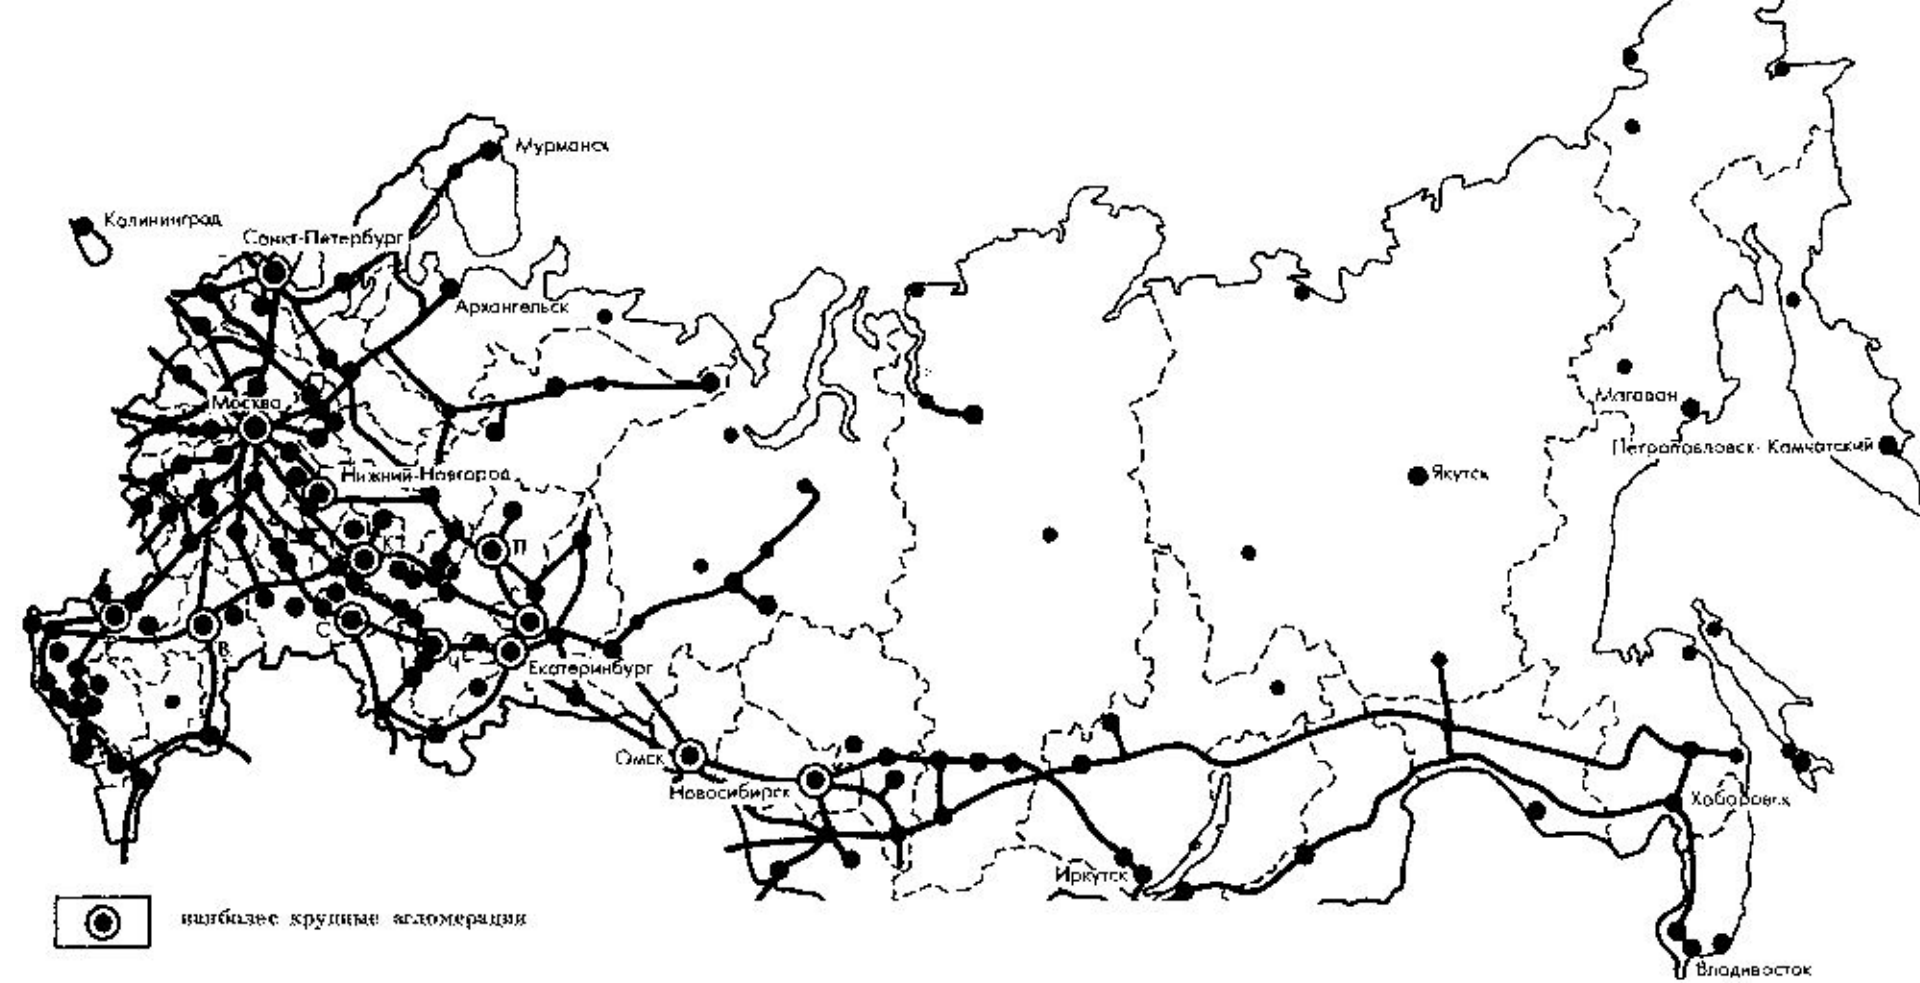 Мурманск
Калининград
Санкт-Петербург
Архангельск
Москва
Нижний-Новгород
К
П
Магадан
Петропавловск-Камчатский
Якутск
С
В
Ч
Екатеринбург
Омск
Новосибирск
Хабаровск
Иркутск
наиболее крупные агломерации
Владивосток